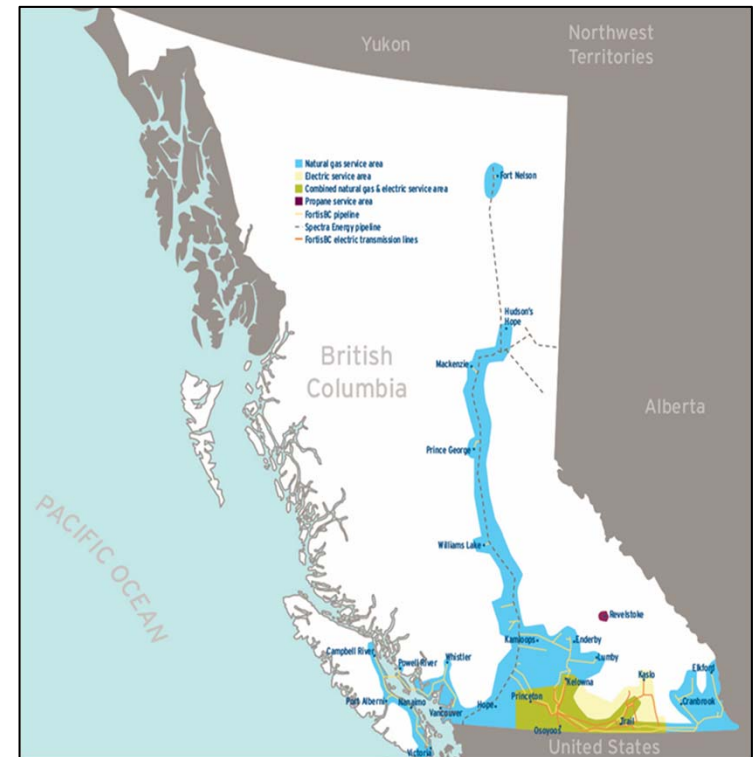 Yukon
Northwest
Territories
Natural gas service area
Electric service area
Combined natural gas & electric service area
Propane service area
FortisBC pipeline
Spectra Energy pipeline
FortisBC electric transmission lines
Fort Nelson
Hudson's
Hope
British
Columbia
Mackenzie
Alberta
Prince George
PACIFIC OCEAN
Williams Lake
Revelstoke
Kamloops
Enderby
Campbell River
Powell River
Whistler
Lumby
Elkford
Kelowna
Kaslo
Port Alberni
Nanaimo
Vancouver
Hope
Princeton
Cranbrook
Trail
Osoyoos
Victoria
United States